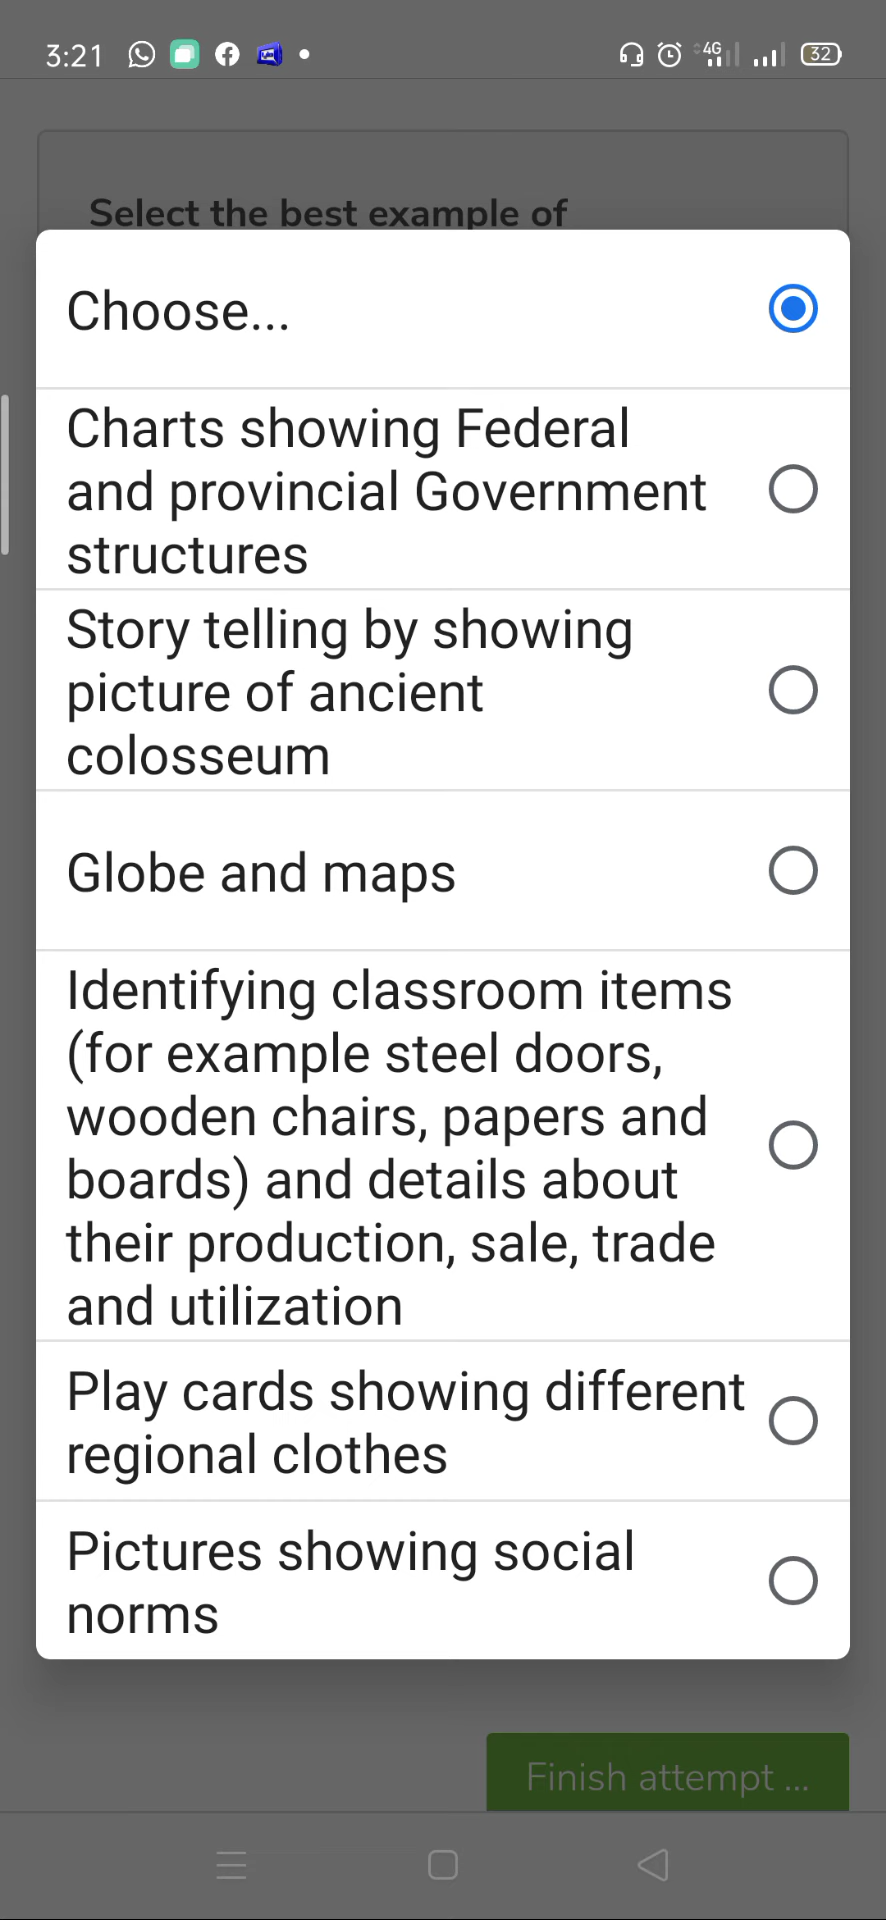 3:21
4G
32
Select the best example of
Choose...
Charts showing Federal
and provincial Government
structures
Story telling by showing
picture of ancient
colosseum
Globe and maps
Identifying classroom items
(for example steel doors,
wooden chairs, papers and
boards) and details about
their production, sale, trade
and utilization
Play cards showing different
regional clothes
Pictures showing social
norms
Finish attempt ...